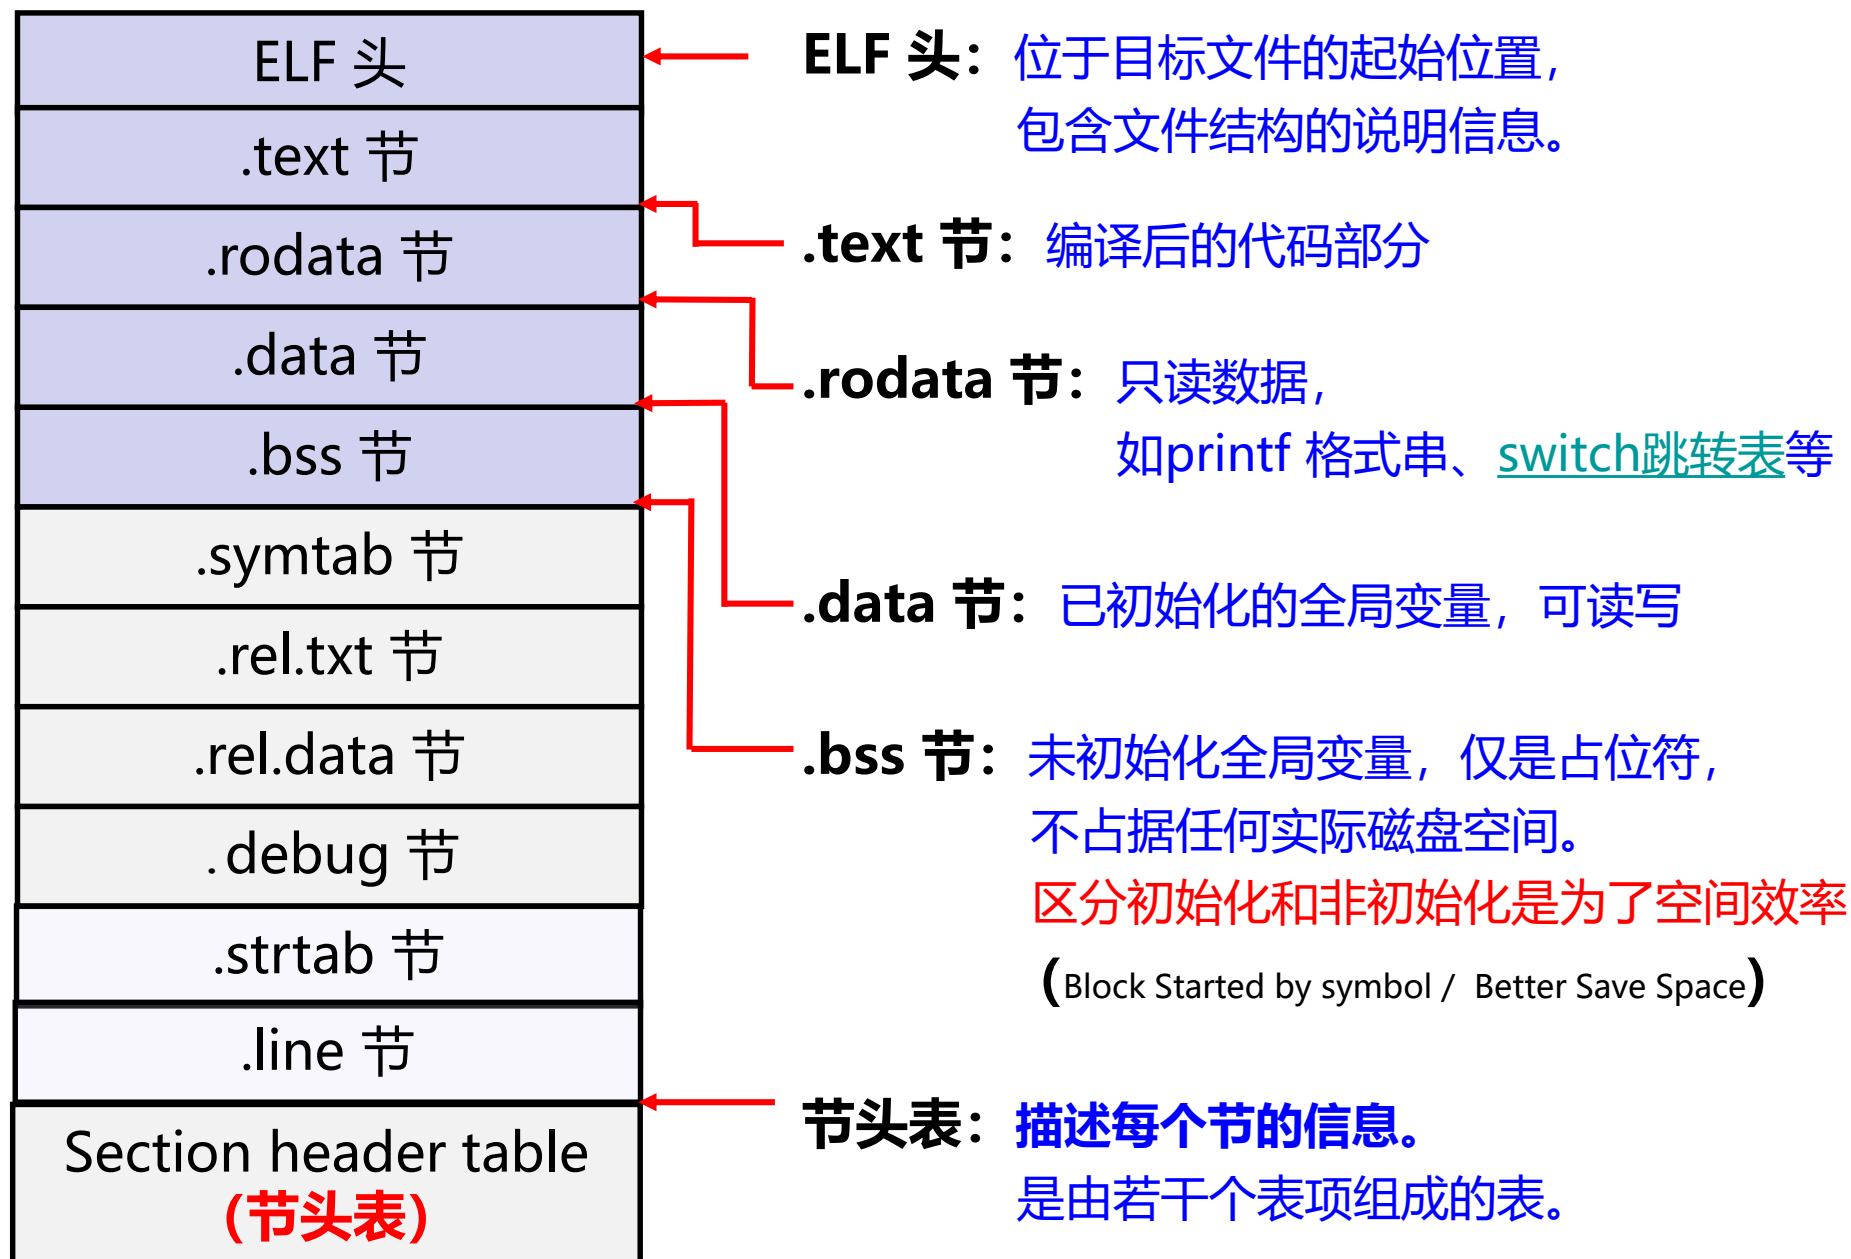 ELF 头
.text 节
.rodata 节
.data 节
.bss 节
.symtab 节
.rel.txt 节
.rel.data 节
.debug 节
.strtab 节
.line 节
Section header table
(节头表)
ELF 头：位于目标文件的起始位置，
包含文件结构的说明信息。
.text 节：编译后的代码部分
.rodata 节：只读数据，
如printf 格式串、switch跳转表等
.data 节：已初始化的全局变量，可读写
.bss 节：未初始化全局变量，仅是占位符，
不占据任何实际磁盘空间。
区分初始化和非初始化是为了空间效率
(Block Started by symbol / Better Save Space)
节头表：描述每个节的信息。
是由若干个表项组成的表。